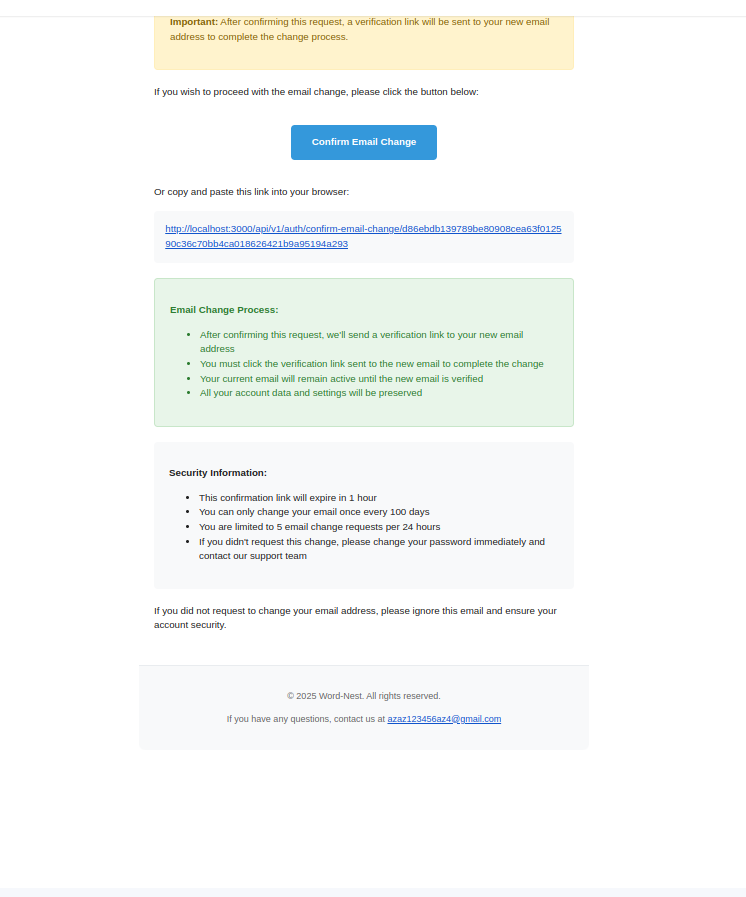 Important: After confirming this request, a verification link will be sent to your new email
address to complete the change process.
If you wish to proceed with the email change, please click the button below:
Confirm Email Change
Or copy and paste this link into your browser:
http://localhost:3000/api/v1/auth/confirm-email-change/d86ebdb139789be80908cea63f0125
90c36c70bb4ca018626421b9a95194a293
Email Change Process:
• After confirming this request, we'll send a verification link to your new email
address
• You must click the verification link sent to the new email to complete the change
• Your current email will remain active until the new email is verified
• All your account data and settings will be preserved
Security Information:
• This confirmation link will expire in 1 hour
• You can only change your email once every 100 days
• You are limited to 5 email change requests per 24 hours
• If you didn't request this change, please change your password immediately and
contact our support team
If you did not request to change your email address, please ignore this email and ensure your
account security.
© 2025 Word-Nest. All rights reserved.
If you have any questions, contact us at azaz123456az4@gmail.com